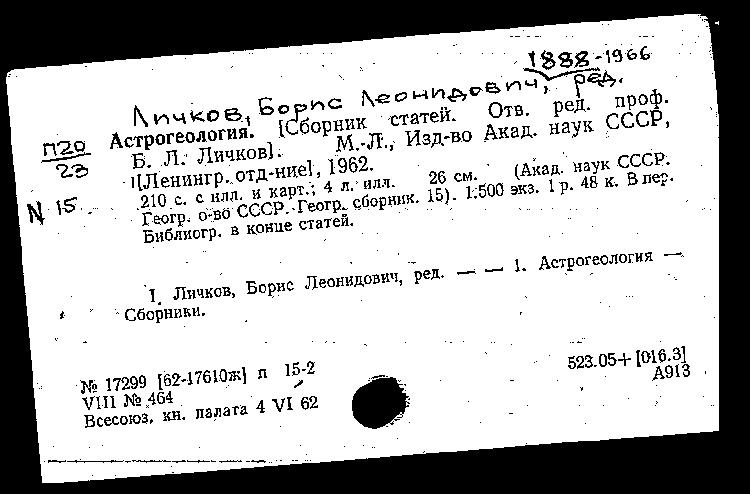 1888-1966
Личков, Борис Леонидович, ред.
П20
23
N 15
Астрогеология. [Сборник статей. Отв. ред. проф.
Б. Л. Личков]. М.-Л., Изд-во Акад. наук СССР,
[Ленингр. отд-ние], 1962.
210 с. с илл. и карт.; 4 л. илл. 26 см. (Акад. наук СССР.
Геогр. о-во СССР. Геогр. сборник. 15). 1.500 экз. 1 р. 48 к. В пер.
Библиогр. в конце статей.
I. Личков, Борис Леонидович, ред. — — 1. Астрогеология —
Сборники.
№ 17299 [62-17610ж] п 15-2
VIII № 464
Всесоюз. кн. палата 4 VI 62
523.05+[016.3]
А913